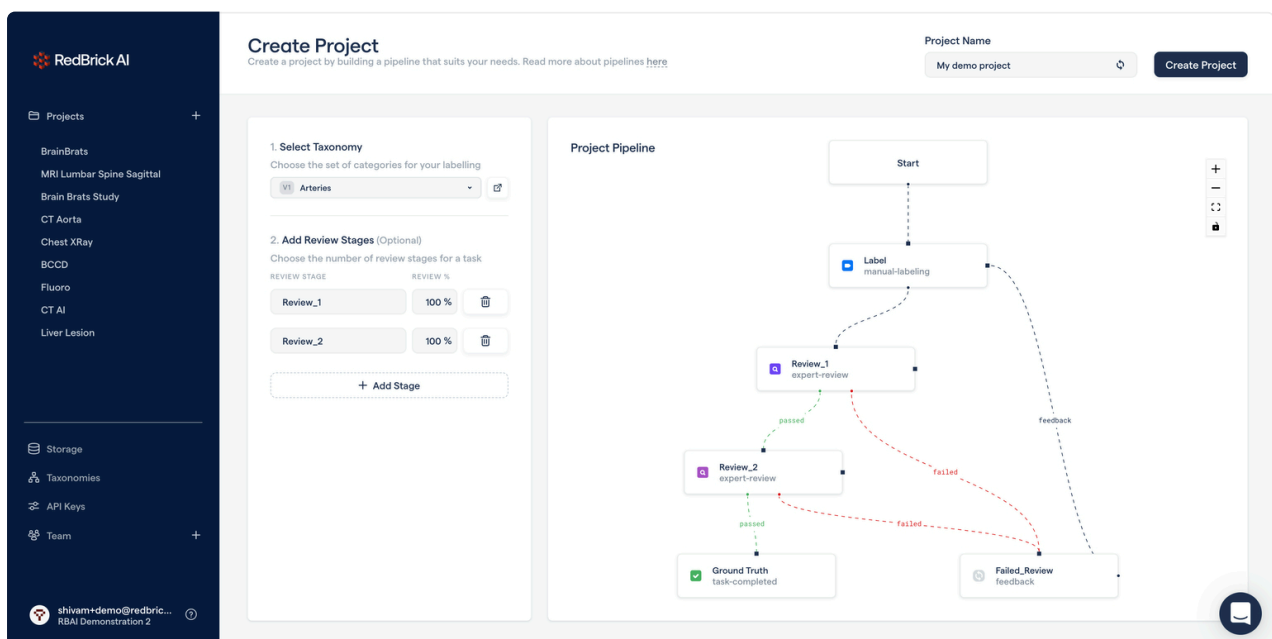 RedBrick AI
Projects
BrainBrats
MRI Lumbar Spine Sagittal
Brain Brats Study
CT Aorta
Chest XRay
BCCD
Fluoro
CT AI
Liver Lesion
Storage
Taxonomies
API Keys
Team
shivam+demo@redbric...
RBAI Demonstration 2
Create Project
Create a project by building a pipeline that suits your needs. Read more about pipelines here
Project Name
My demo project
Create Project
1. Select Taxonomy
Choose the set of categories for your labelling
V1 Arteries
2. Add Review Stages (Optional)
Choose the number of review stages for a task
REVIEW STAGE REVIEW %
Review_1 100 %
Review_2 100 %
+ Add Stage
Project Pipeline
Start
Label
manual-labeling
Review_1
expert-review
passed
feedback
Review_2
expert-review
failed
passed
failed
Ground Truth
task-completed
Failed_Review
feedback